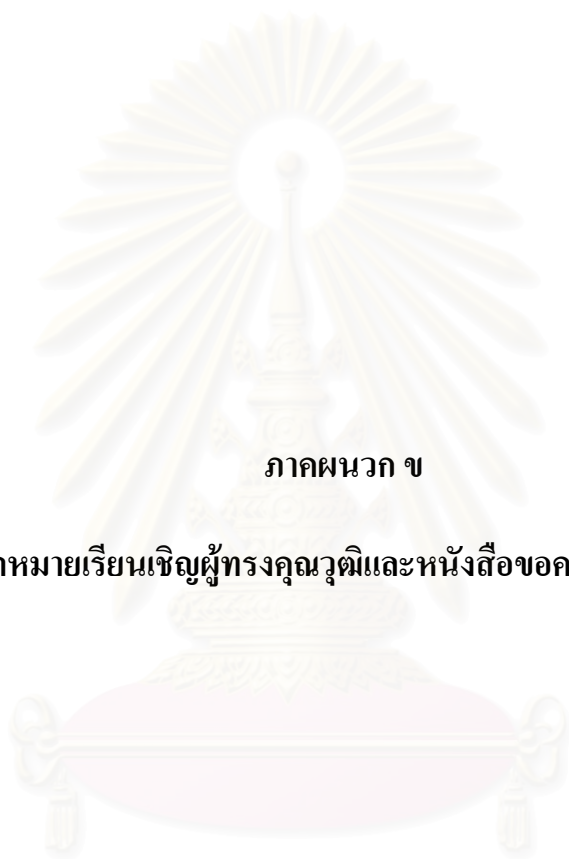 ภาคผนวก ข
หมายเรียนเชิญผู้ทรงคุณวุฒิและหนังสือขอค